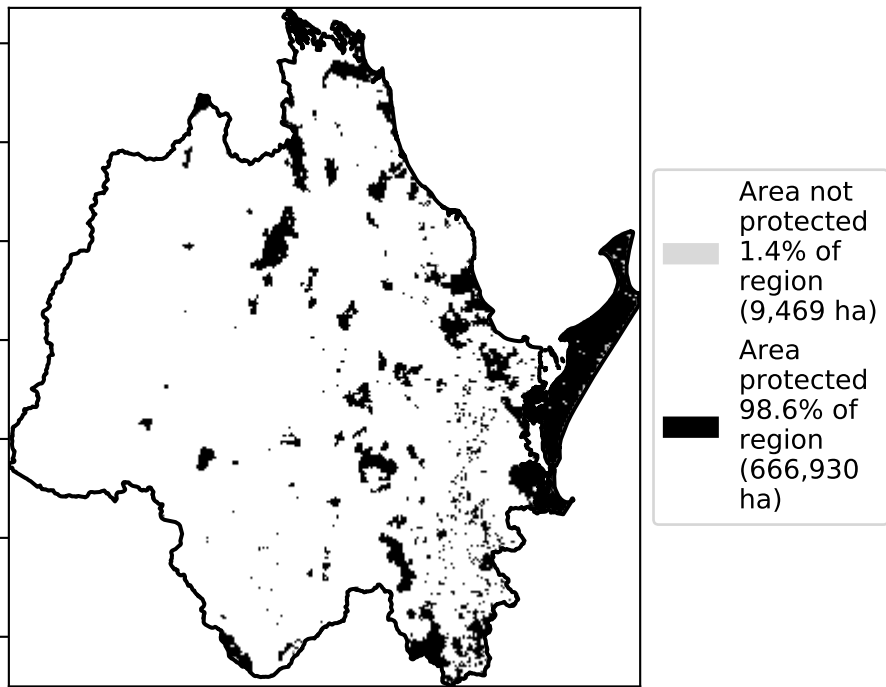 Area not
protected
1.4% of
region
(9,469 ha)
Area
protected
98.6% of
region
(666,930
ha)